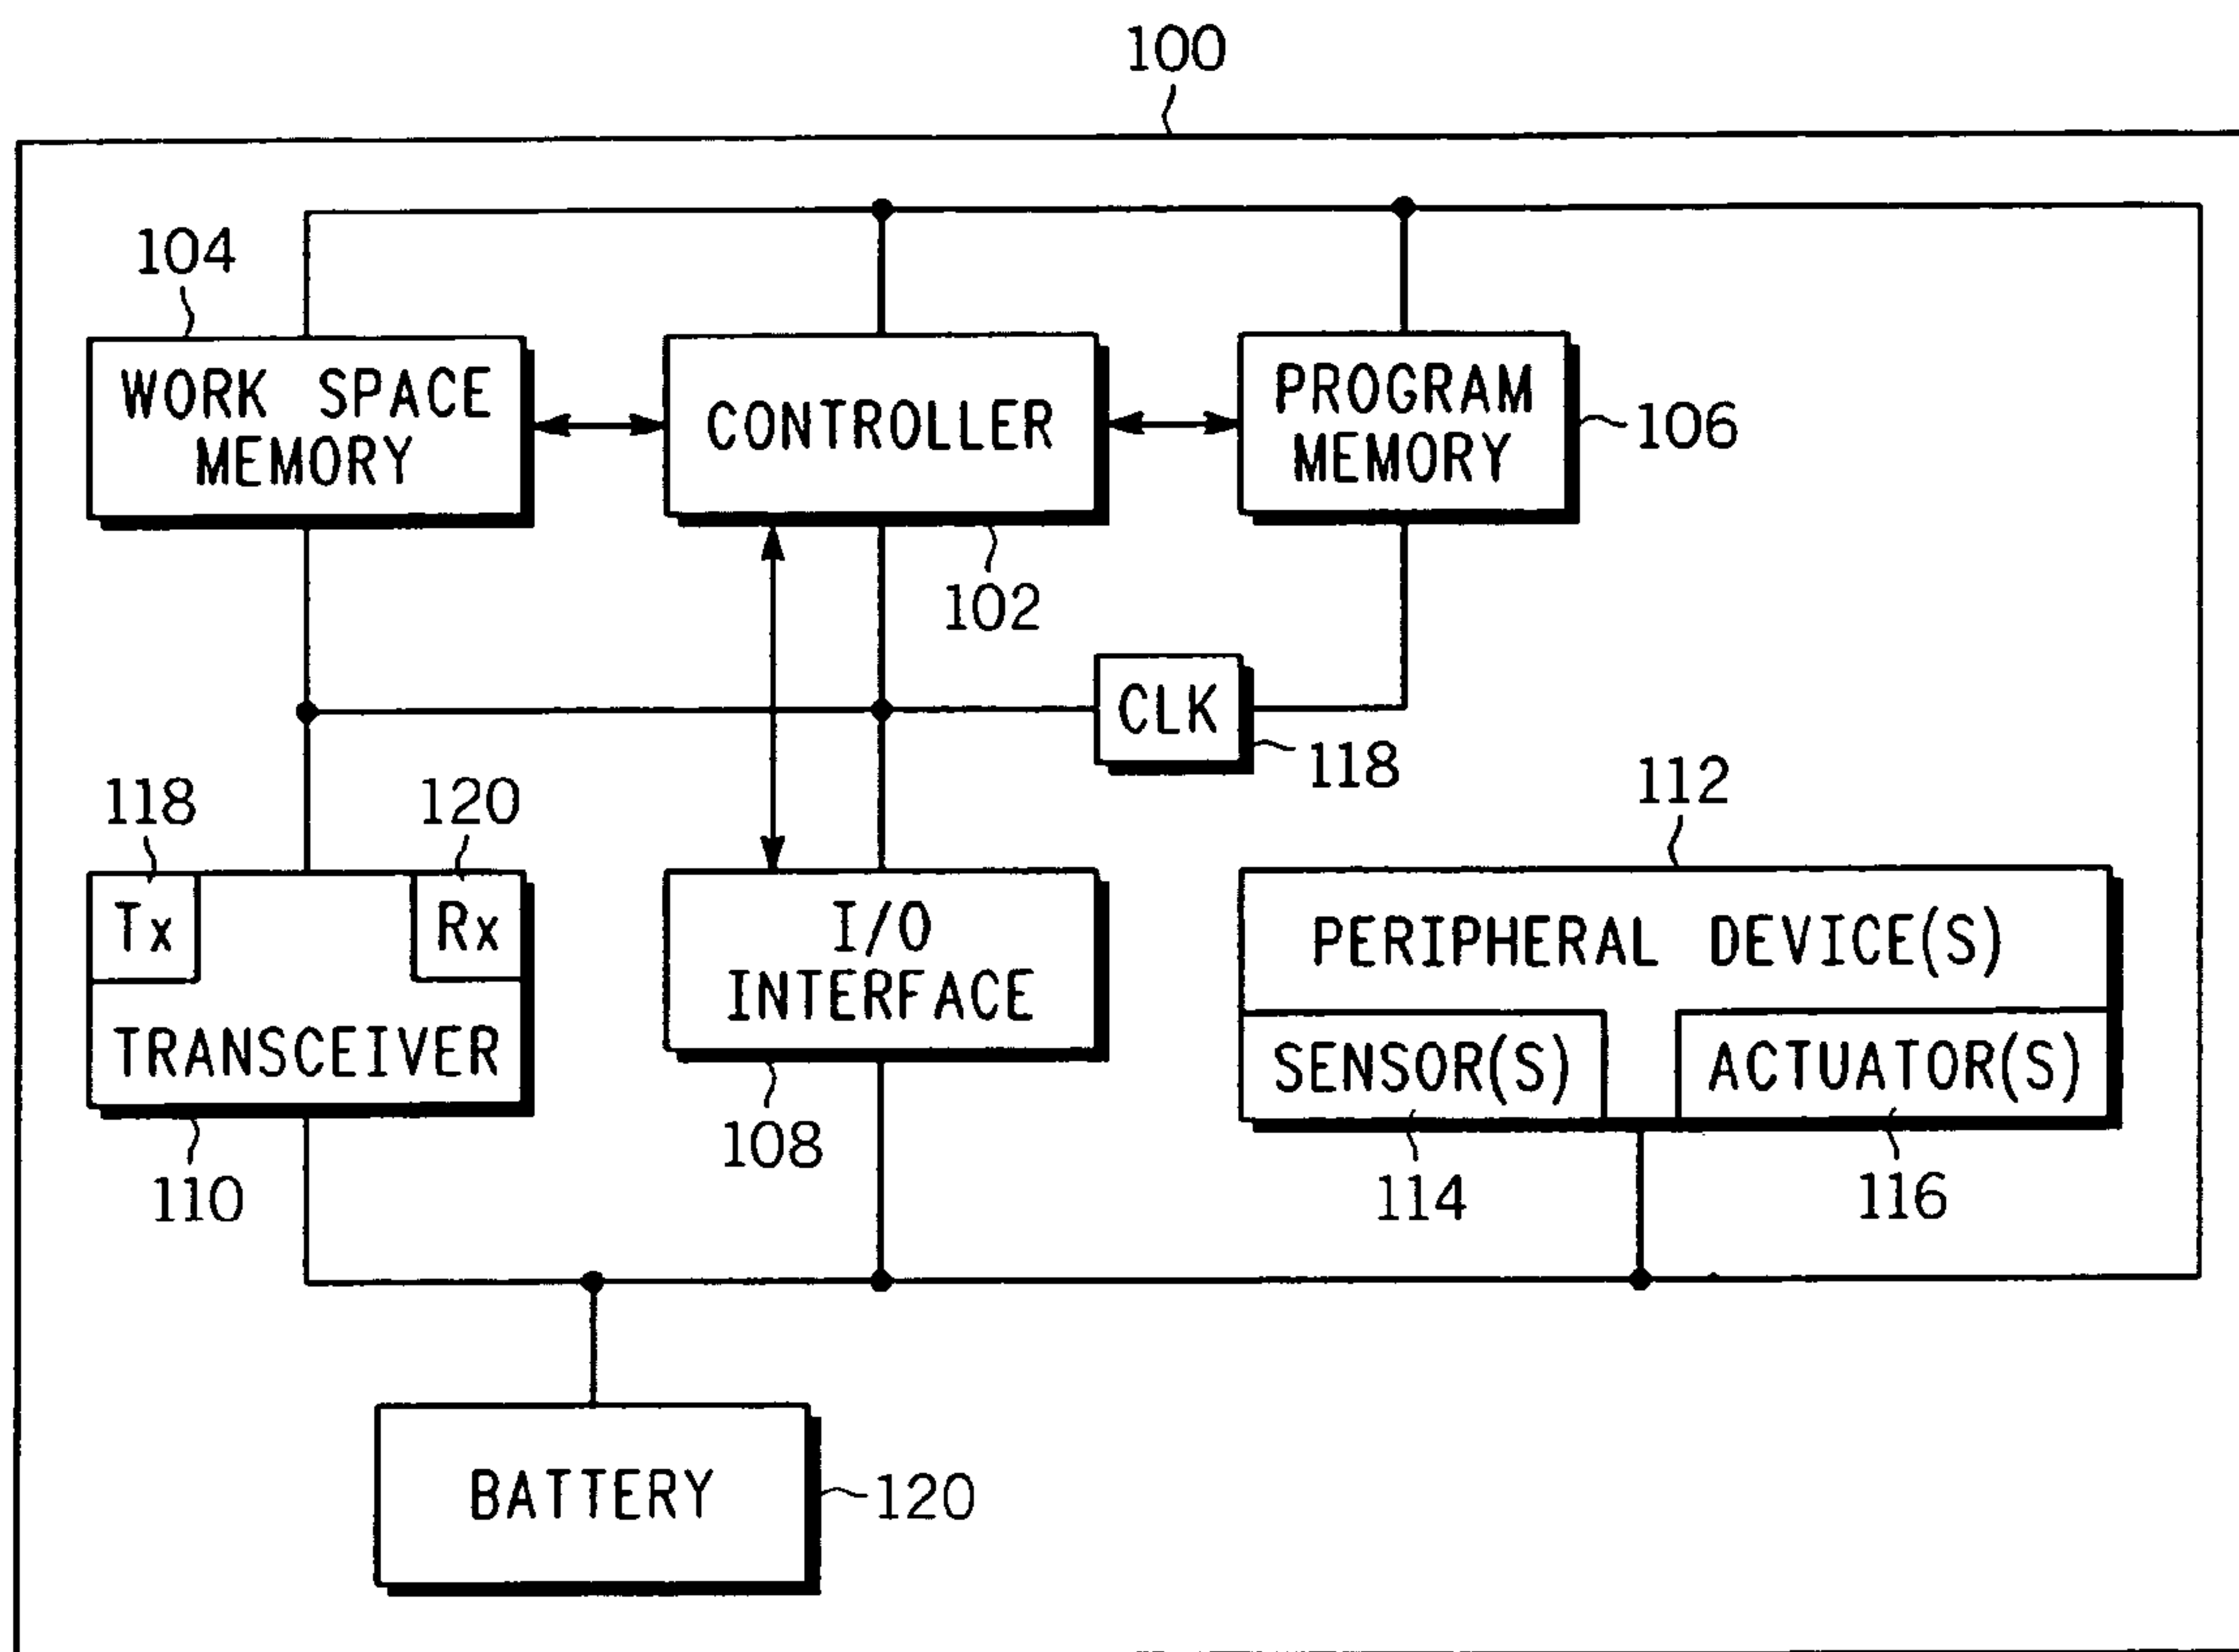 100
104
WORK SPACE
MEMORY
CONTROLLER
PROGRAM
MEMORY
106
102
CLK
118
118
120
112
Tx
Rx
TRANSCEIVER
I/O
INTERFACE
PERIPHERAL DEVICE(S)
SENSOR(S)
ACTUATOR(S)
110
108
114
116
BATTERY
120